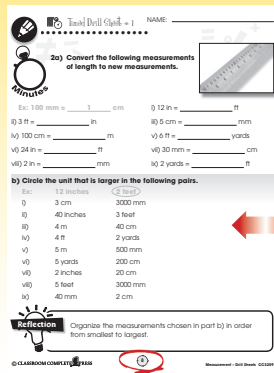 Timed Drill Sheet # 1
NAME:
Minutes
2a) Convert the following measurements
of length to new measurements.
Ex: 100 mm = 1 cm
i) 12 in = ft
ii) 3 ft = in
iii) 5 cm = mm
iv) 100 cm = m
v) 6 ft = yards
vi) 24 in = ft
vii) 30 mm = cm
viii) 2 in = mm
ix) 2 yards = ft
b) Circle the unit that is larger in the following pairs.
Ex: 12 inches 2 feet
i) 3 cm 3000 mm
ii) 40 inches 3 feet
iii) 4 m 40 cm
iv) 4 ft 2 yards
v) 5 m 500 mm
vi) 5 yards 200 cm
vii) 2 inches 20 cm
viii) 5 feet 3000 mm
ix) 40 mm 2 cm
Reflection
Organize the measurements chosen in part b) in order
from smallest to largest.
© CLASSROOM COMPLETE PRESS
8
Measurement - Drill Sheets CC3209